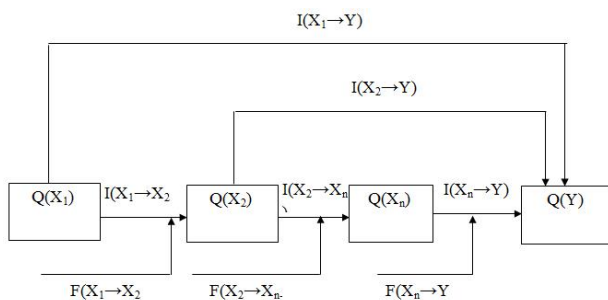 I(X₁→Y)
I(X₂→Y)
I(X₁→X₂ I(X₂→Xₙ I(Xₙ→Y)
Q(X₁) Q(X₂) Q(Xₙ) Q(Y)
F(X₁→X₂ F(X₂→Xₙ- F(Xₙ→Y